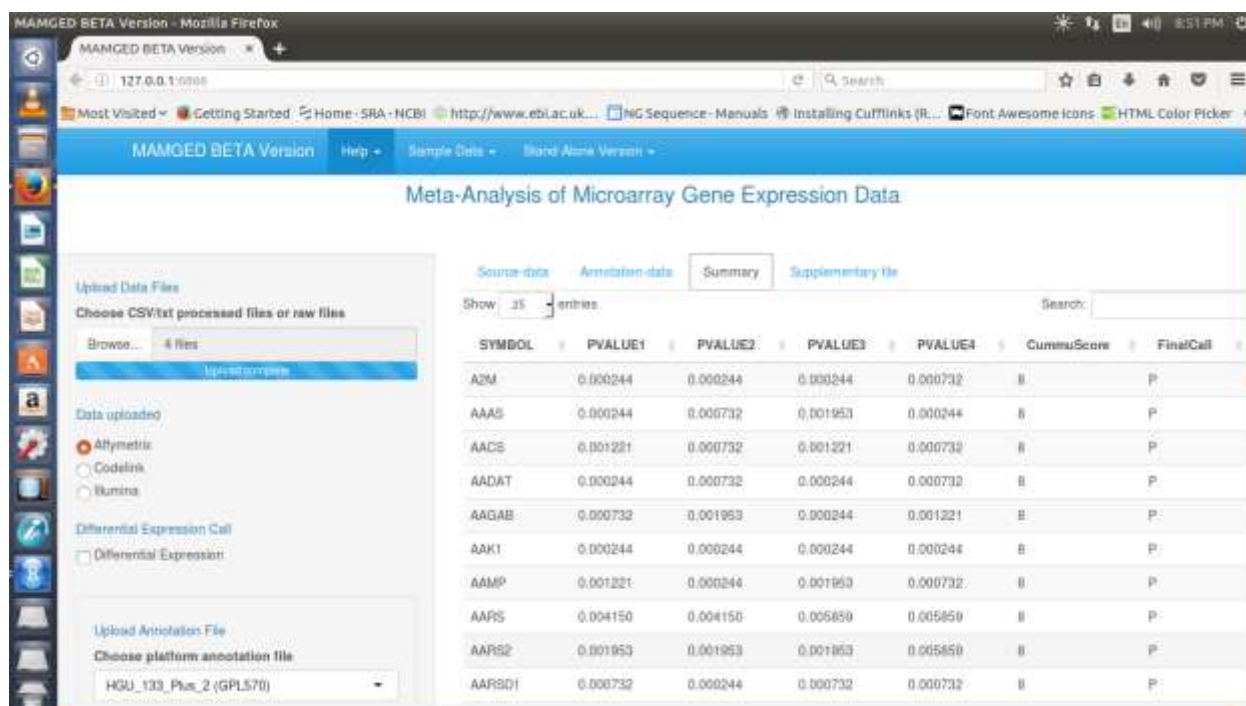 MAMGED BETA Version - Mozilla Firefox
En 8:51 PM
MAMGED BETA Version × +
127.0.0.1 Search
Most Visited Getting Started Home - SRA - NCBI http://www.ebi.ac.uk... NG Sequence - Manuals Installing Cufflinks (R... Font Awesome Icons HTML Color Picker
MAMGED BETA Version Help Sample Data Stand Alone Version
Meta-Analysis of Microarray Gene Expression Data
Source-data Annotation-data Summary Supplementary file
Upload Data Files
Show 25 entries Search:
Choose CSV/txt processed files or raw files
Browse... 4 files
Upload complete
SYMBOL PVALUE1 PVALUE2 PVALUE3 PVALUE4 CummuScore FinalCall
A2M 0.000244 0.000244 0.000244 0.000732 8 P
Data uploaded
AAAS 0.000244 0.000732 0.001953 0.000244 8 P
Affymetrix
AACS 0.001221 0.000732 0.001221 0.000732 8 P
Codelink
AADAT 0.000244 0.000732 0.000244 0.000732 8 P
Illumina
AAGAB 0.000732 0.001953 0.000244 0.001221 8 P
Differential Expression Call
AAK1 0.000244 0.000244 0.000244 0.000244 8 P
Differential Expression
AAMP 0.001221 0.000244 0.001953 0.000732 8 P
AARS 0.004150 0.004150 0.005859 0.005859 8 P
Upload Annotation File
Choose platform annotation file
AARS2 0.001953 0.001953 0.001953 0.005859 8 P
HGU_133_Plus_2 (GPL570)
AARSD1 0.000732 0.000244 0.000732 0.000732 8 P